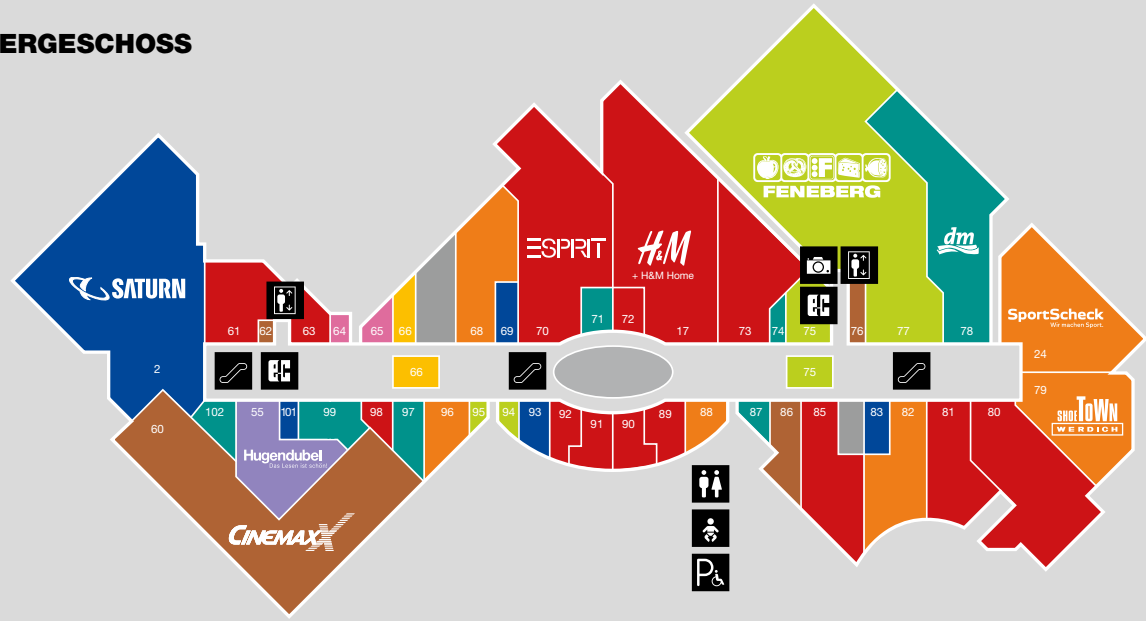 ERGESCHOSS
FENEBERG
ESPRIT
H&M
+ H&M Home
dm
SATURN
SportScheck
Wir machen Sport.
61
62
63
64
65
66
68
69
70
71
72
17
73
74
75
76
77
78
24
2
66
75
79
SHOE TOWN
WERDICH
60
102
55
101
99
98
97
96
95
94
93
92
91
90
89
88
87
86
85
83
82
81
80
Hugendubel
Das Lesen ist schön!
CINEMAXX
ec
ec
P